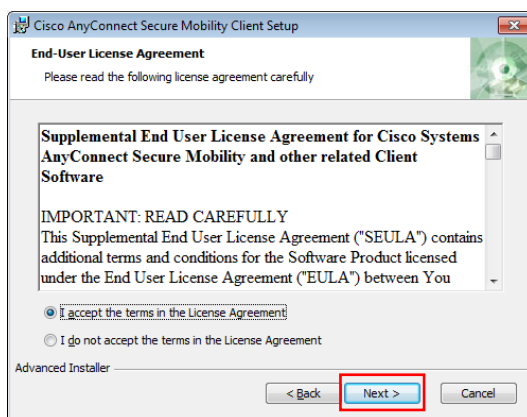 Cisco AnyConnect Secure Mobility Client Setup
End-User License Agreement
Please read the following license agreement carefully
Supplemental End User License Agreement for Cisco Systems
AnyConnect Secure Mobility and other related Client
Software
IMPORTANT: READ CAREFULLY
This Supplemental End User License Agreement ("SEULA") contains
additional terms and conditions for the Software Product licensed
under the End User License Agreement ("EULA") between You
I accept the terms in the License Agreement
I do not accept the terms in the License Agreement
Advanced Installer
< Back Next > Cancel